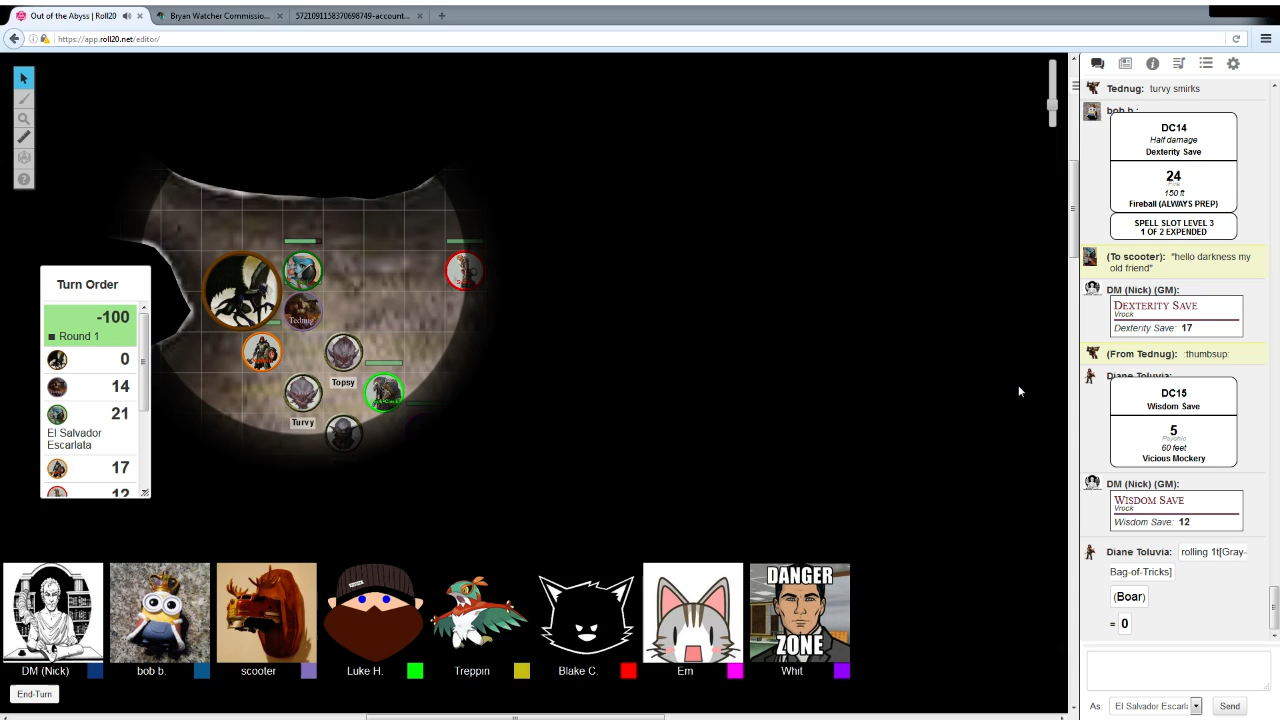 Out of the Abyss | Roll20
Bryan Watcher Commissio...
5721091158370698749-account...
https://app.roll20.net/editor/
Tednug: turvy smirks
bob b.:
DC14
Half damage
Dexterity Save
24
Fire
150 ft
Fireball (ALWAYS PREP)
SPELL SLOT LEVEL 3
1 OF 2 EXPENDED
(To scooter): "hello darkness my
old friend"
DM (Nick) (GM):
DEXTERITY SAVE
Vrock
Dexterity Save: 17
(From Tednug): :thumbsup:
Diane Toluvia:
DC15
Wisdom Save
5
Psychic
60 feet
Vicious Mockery
DM (Nick) (GM):
WISDOM SAVE
Vrock
Wisdom Save: 12
Diane Toluvia: rolling 1t[Gray-
Bag-of-Tricks]
(Boar)
= 0
As: El Salvador Escarla
Send
Turn Order
-100
Round 1
0
14
21
El Salvador
Escarlata
17
12
Tednug
Topsy
Turvy
DANGER
ZONE
DM (Nick)
bob b.
scooter
Luke H.
Treppin
Blake C.
Em
Whit
End-Turn